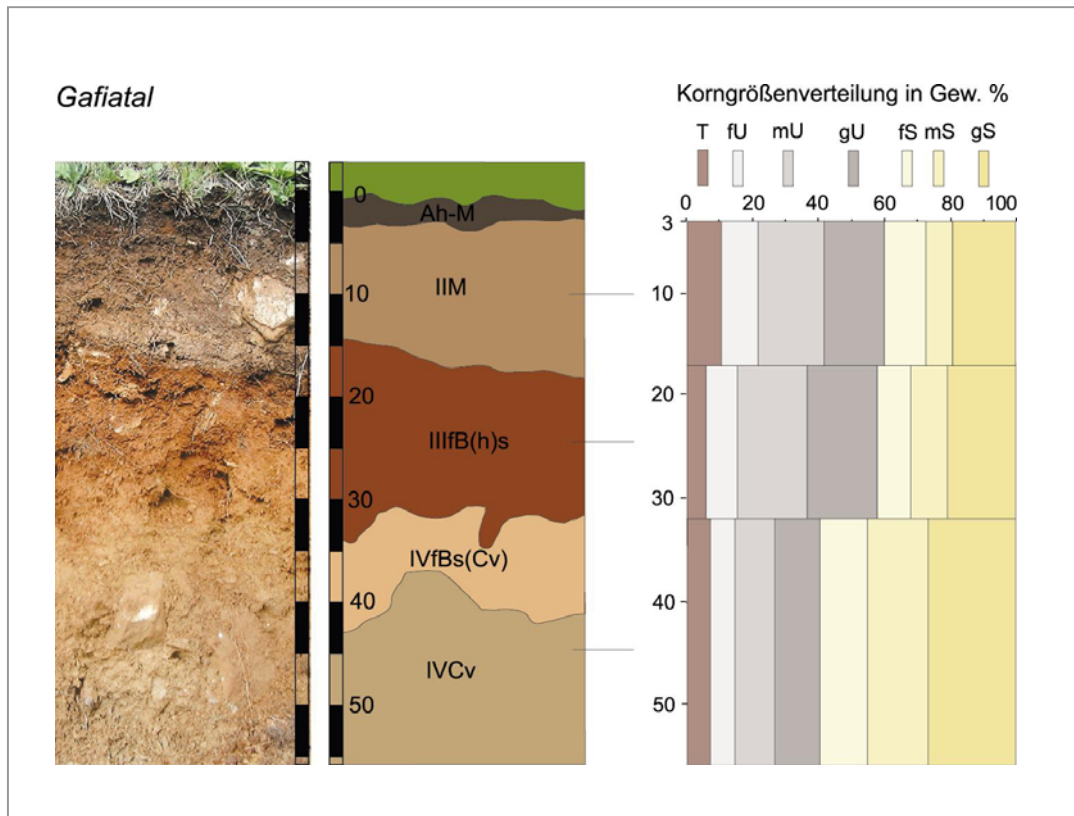 Gafiatal
Korngrößenverteilung in Gew. %
T fU mU gU fS mS gS
0 20 40 60 80 100
0
Ah-M
IIM
10
20
IIIfB(h)s
30
IVfBs(Cv)
40
IVCv
50
3
10
20
30
40
50